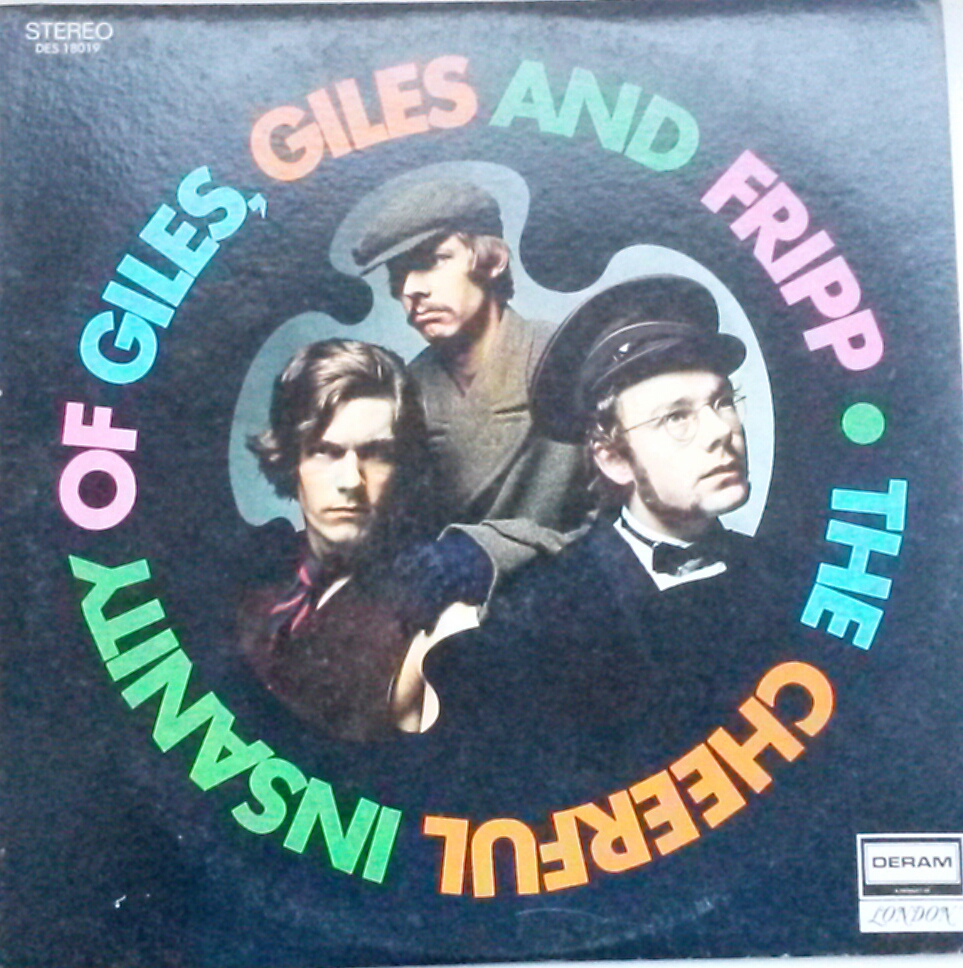 STEREO
DES 18019
THE CHEERFUL INSANITY OF GILES, GILES AND FRIPP •
DERAM
LONDON